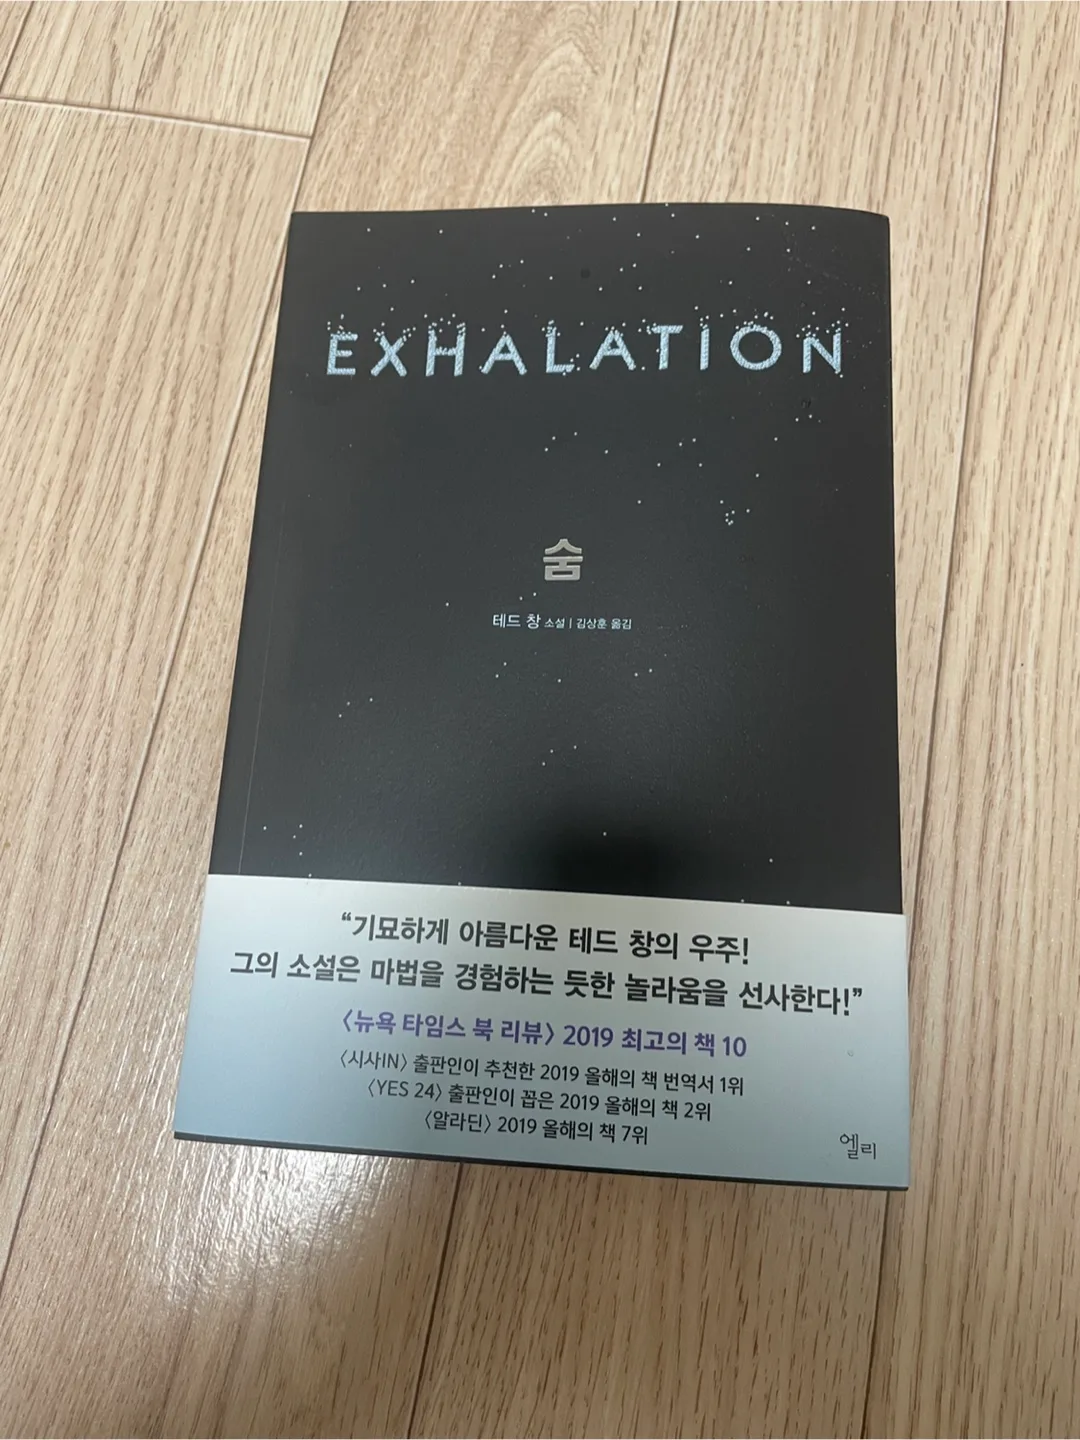 EXHALATION
숨
테드 창 소설 | 김상훈 옮김
“기묘하게 아름다운 테드 창의 우주!
그의 소설은 마법을 경험하는 듯한 놀라움을 선사한다!”
〈뉴욕 타임스 북 리뷰〉 2019 최고의 책 10
〈시사IN〉 출판인이 추천한 2019 올해의 책 번역서 1위
〈YES 24〉 출판인이 꼽은 2019 올해의 책 2위
〈알라딘〉 2019 올해의 책 7위
엘리